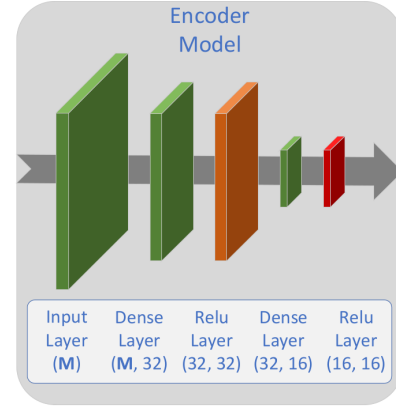 Encoder
Model
Input Dense Relu Dense Relu
Layer Layer Layer Layer Layer
(M) (M, 32) (32, 32) (32, 16) (16, 16)